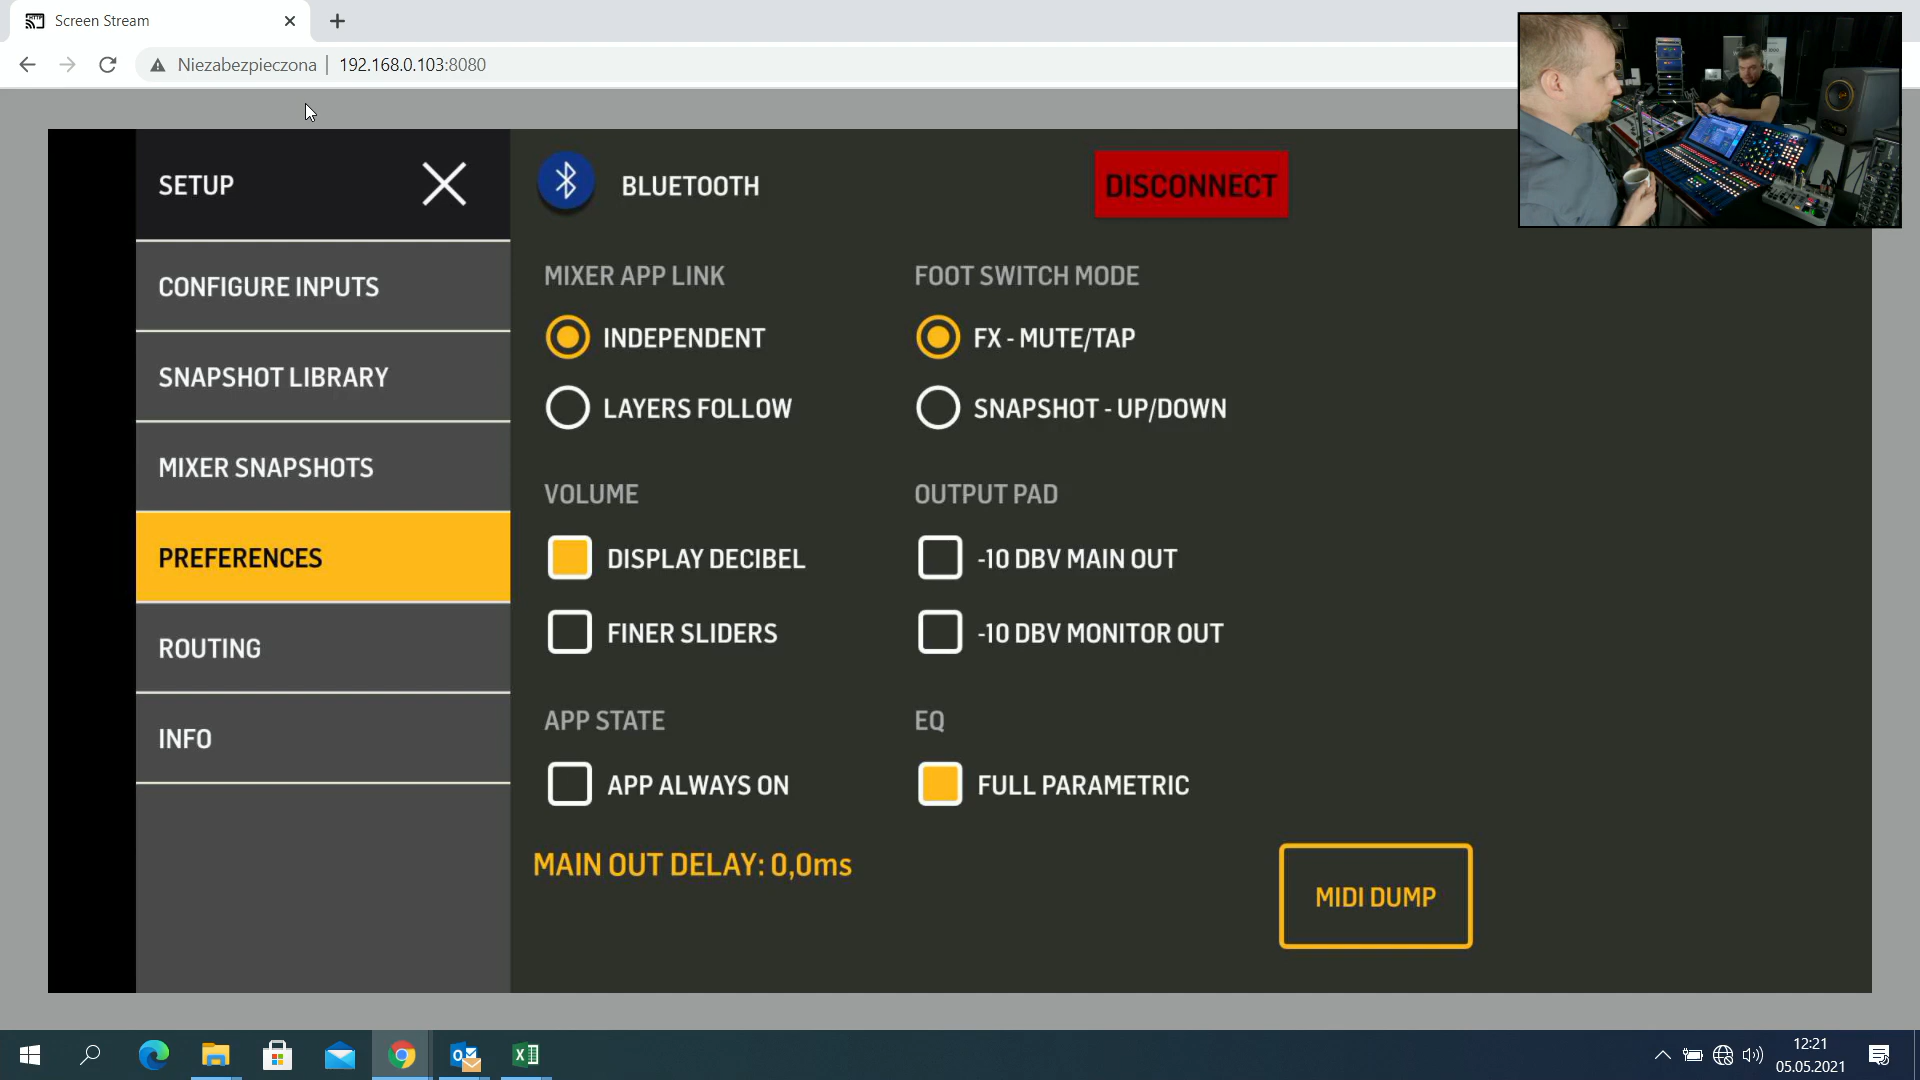 Screen Stream
Niezabezpieczona
192.168.0.103:8080
SETUP
CONFIGURE INPUTS
SNAPSHOT LIBRARY
MIXER SNAPSHOTS
PREFERENCES
ROUTING
INFO
BLUETOOTH
DISCONNECT
MIXER APP LINK
INDEPENDENT
LAYERS FOLLOW
FOOT SWITCH MODE
FX - MUTE/TAP
SNAPSHOT - UP/DOWN
VOLUME
DISPLAY DECIBEL
FINER SLIDERS
OUTPUT PAD
-10 DBV MAIN OUT
-10 DBV MONITOR OUT
APP STATE
APP ALWAYS ON
EQ
FULL PARAMETRIC
MAIN OUT DELAY: 0,0ms
MIDI DUMP
12:21
05.05.2021